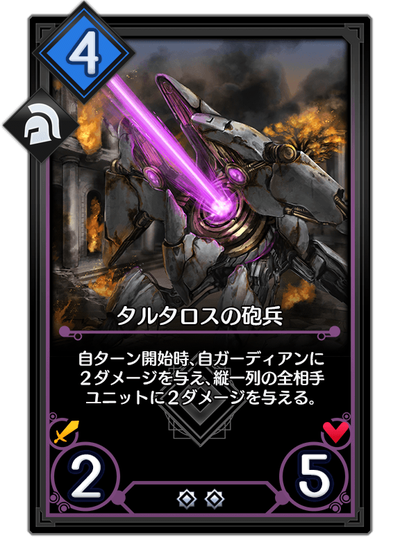 4
タルタロスの砲兵
自ターン開始時、自ガーディアンに
２ダメージを与え、縦一列の全相手
ユニットに２ダメージを与える。
2
5